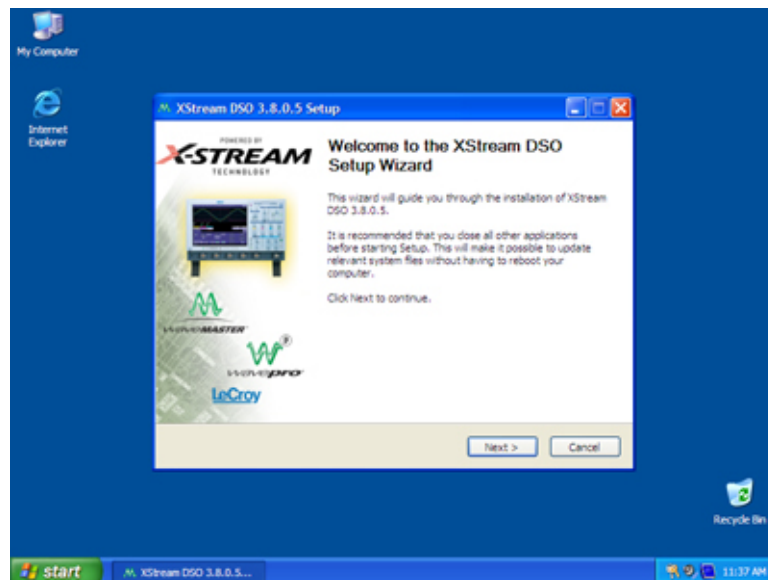 My Computer
Internet
Explorer
XStream DSO 3.8.0.5 Setup
POWERED BY
X-STREAM
TECHNOLOGY
Welcome to the XStream DSO
Setup Wizard
This wizard will guide you through the installation of XStream
DSO 3.8.0.5.
It is recommended that you close all other applications
before starting Setup. This will make it possible to update
relevant system files without having to reboot your
computer.
Click Next to continue.
WAVEMASTER
wavepro
LeCroy
Next >
Cancel
Recycle Bin
start
XStream DSO 3.8.0.5...
11:37 AM